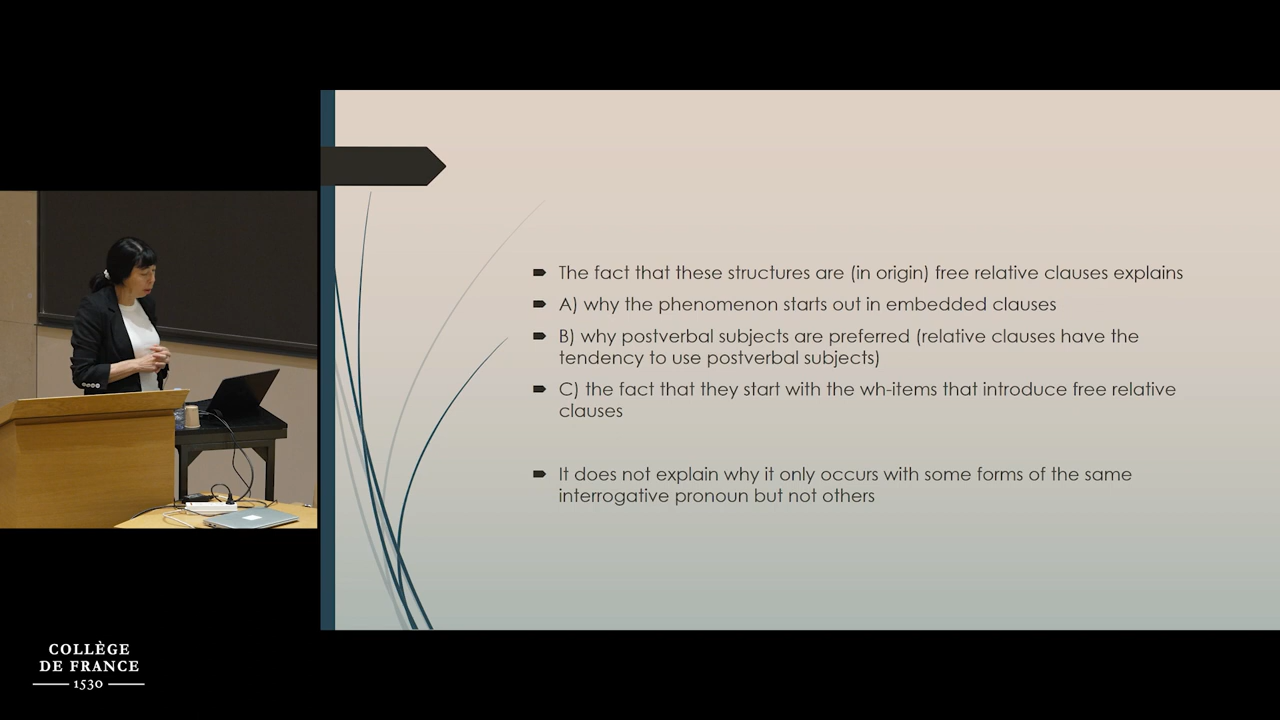 The fact that these structures are (in origin) free relative clauses explains
A) why the phenomenon starts out in embedded clauses
B) why postverbal subjects are preferred (relative clauses have the
tendency to use postverbal subjects)
C) the fact that they start with the wh-items that introduce free relative
clauses
It does not explain why it only occurs with some forms of the same
interrogative pronoun but not others
COLLÈGE
DE FRANCE
1530